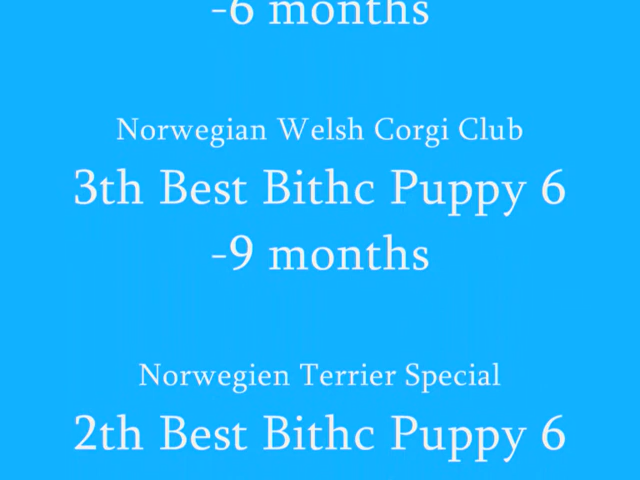 -6 months
Norwegian Welsh Corgi Club
3th Best Bithc Puppy 6
-9 months
Norwegien Terrier Special
2th Best Bithc Puppy 6